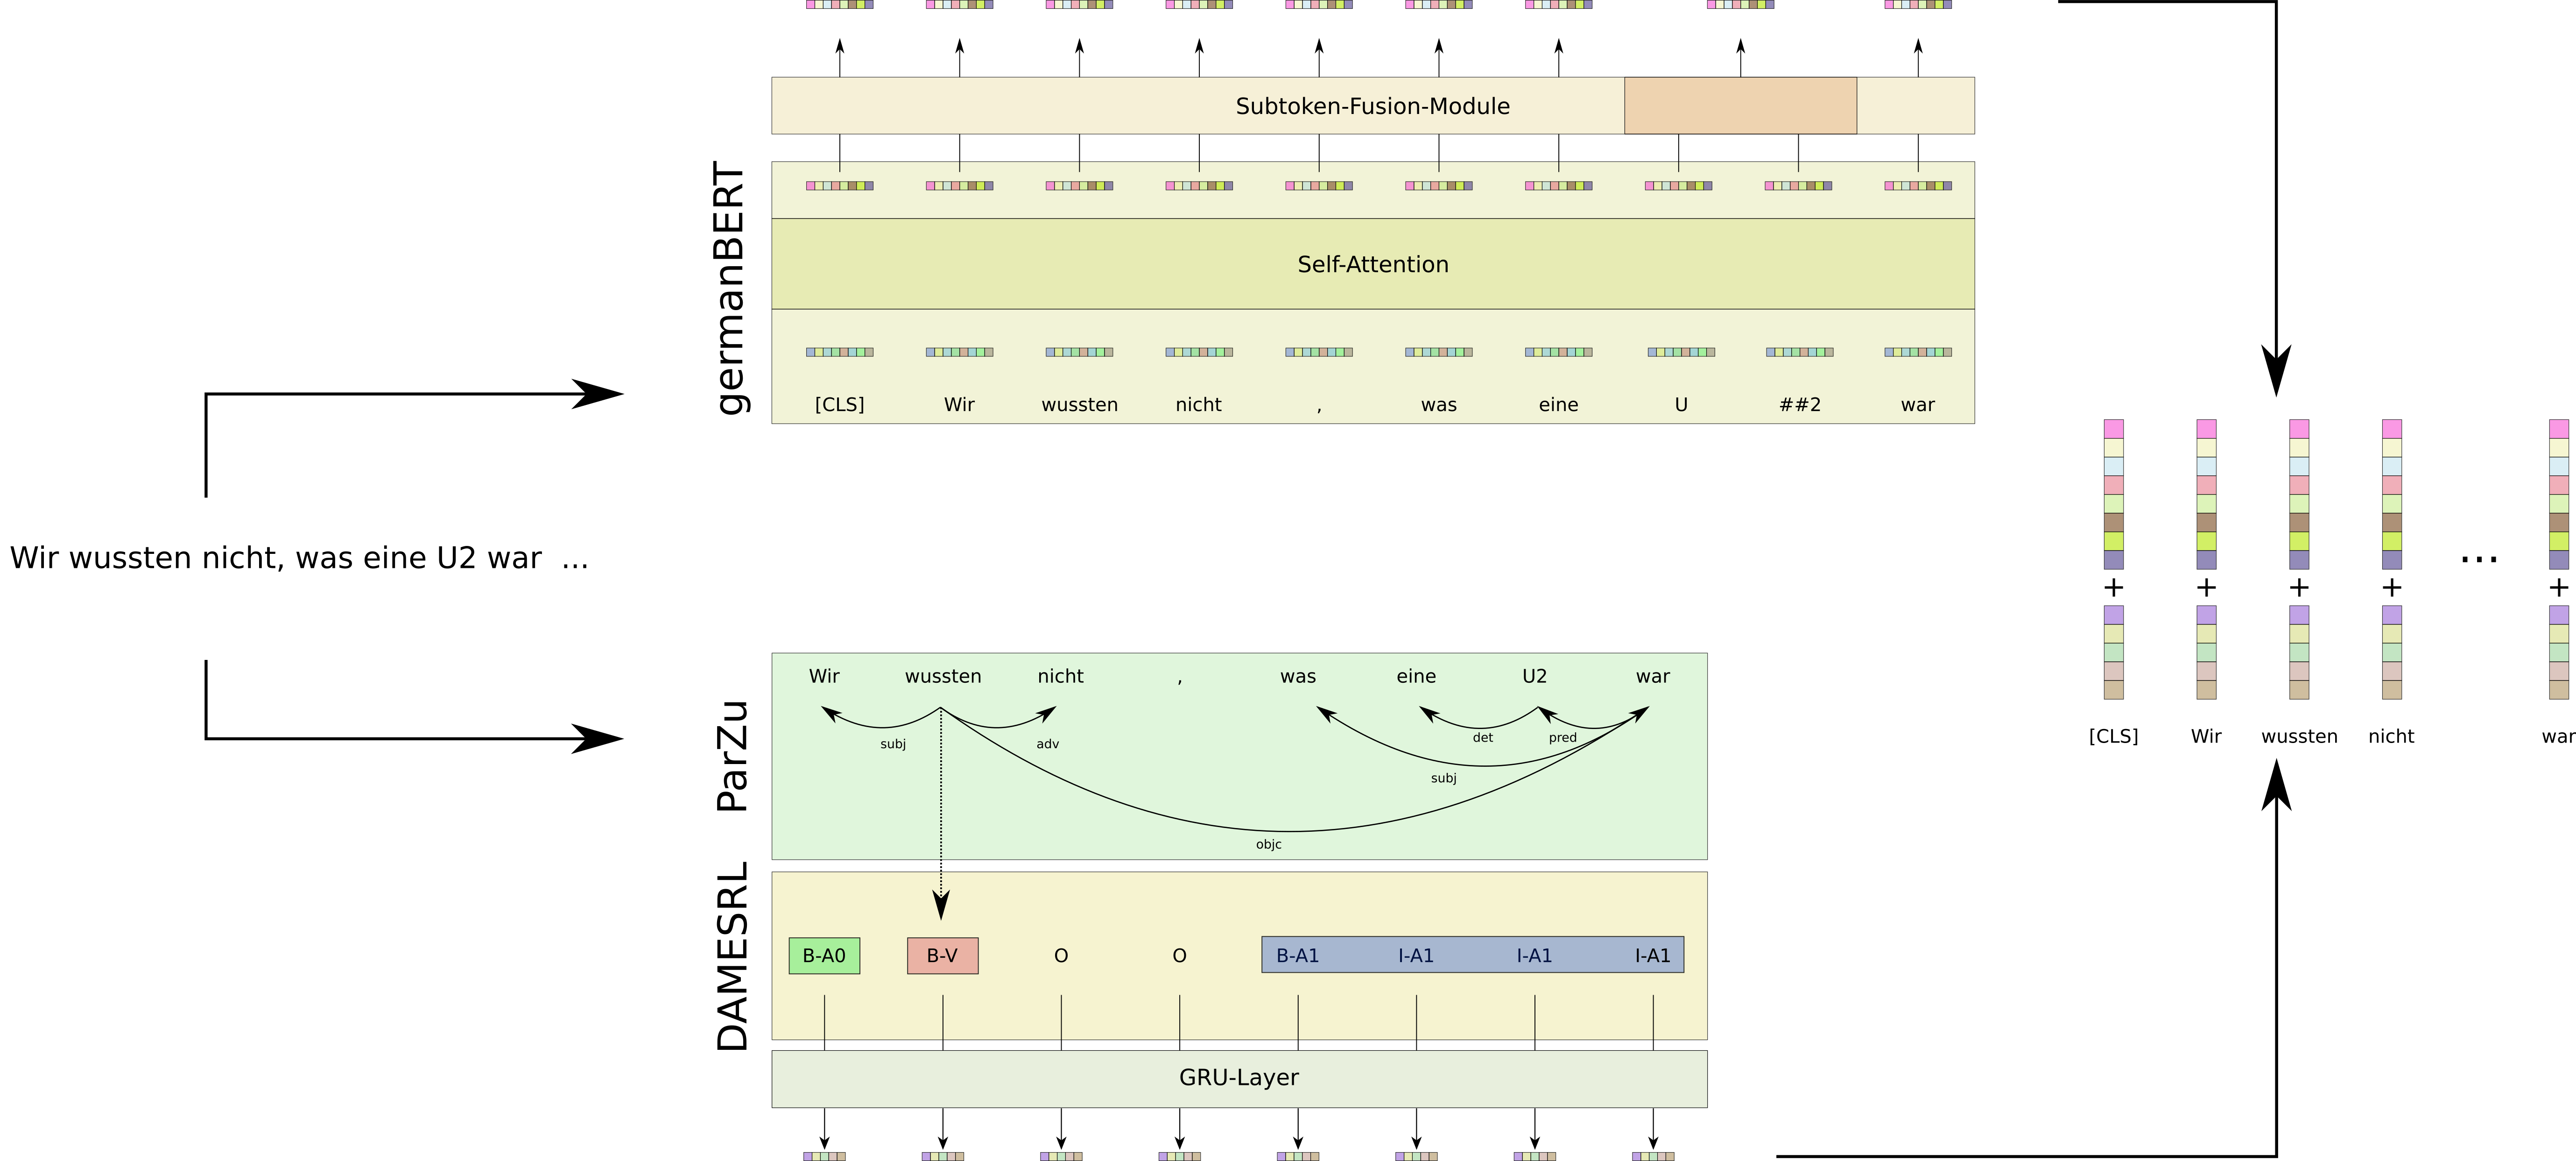 Subtoken-Fusion-Module
germanBERT
Self-Attention
[CLS] Wir wussten nicht , was eine U ##2 war
Wir wussten nicht, was eine U2 war ...
+ + + + ... +
[CLS] Wir wussten nicht war
ParZu
Wir wussten nicht , was eine U2 war
subj adv det pred
subj
objc
DAMESRL
B-A0 B-V O O B-A1 I-A1 I-A1 I-A1
GRU-Layer